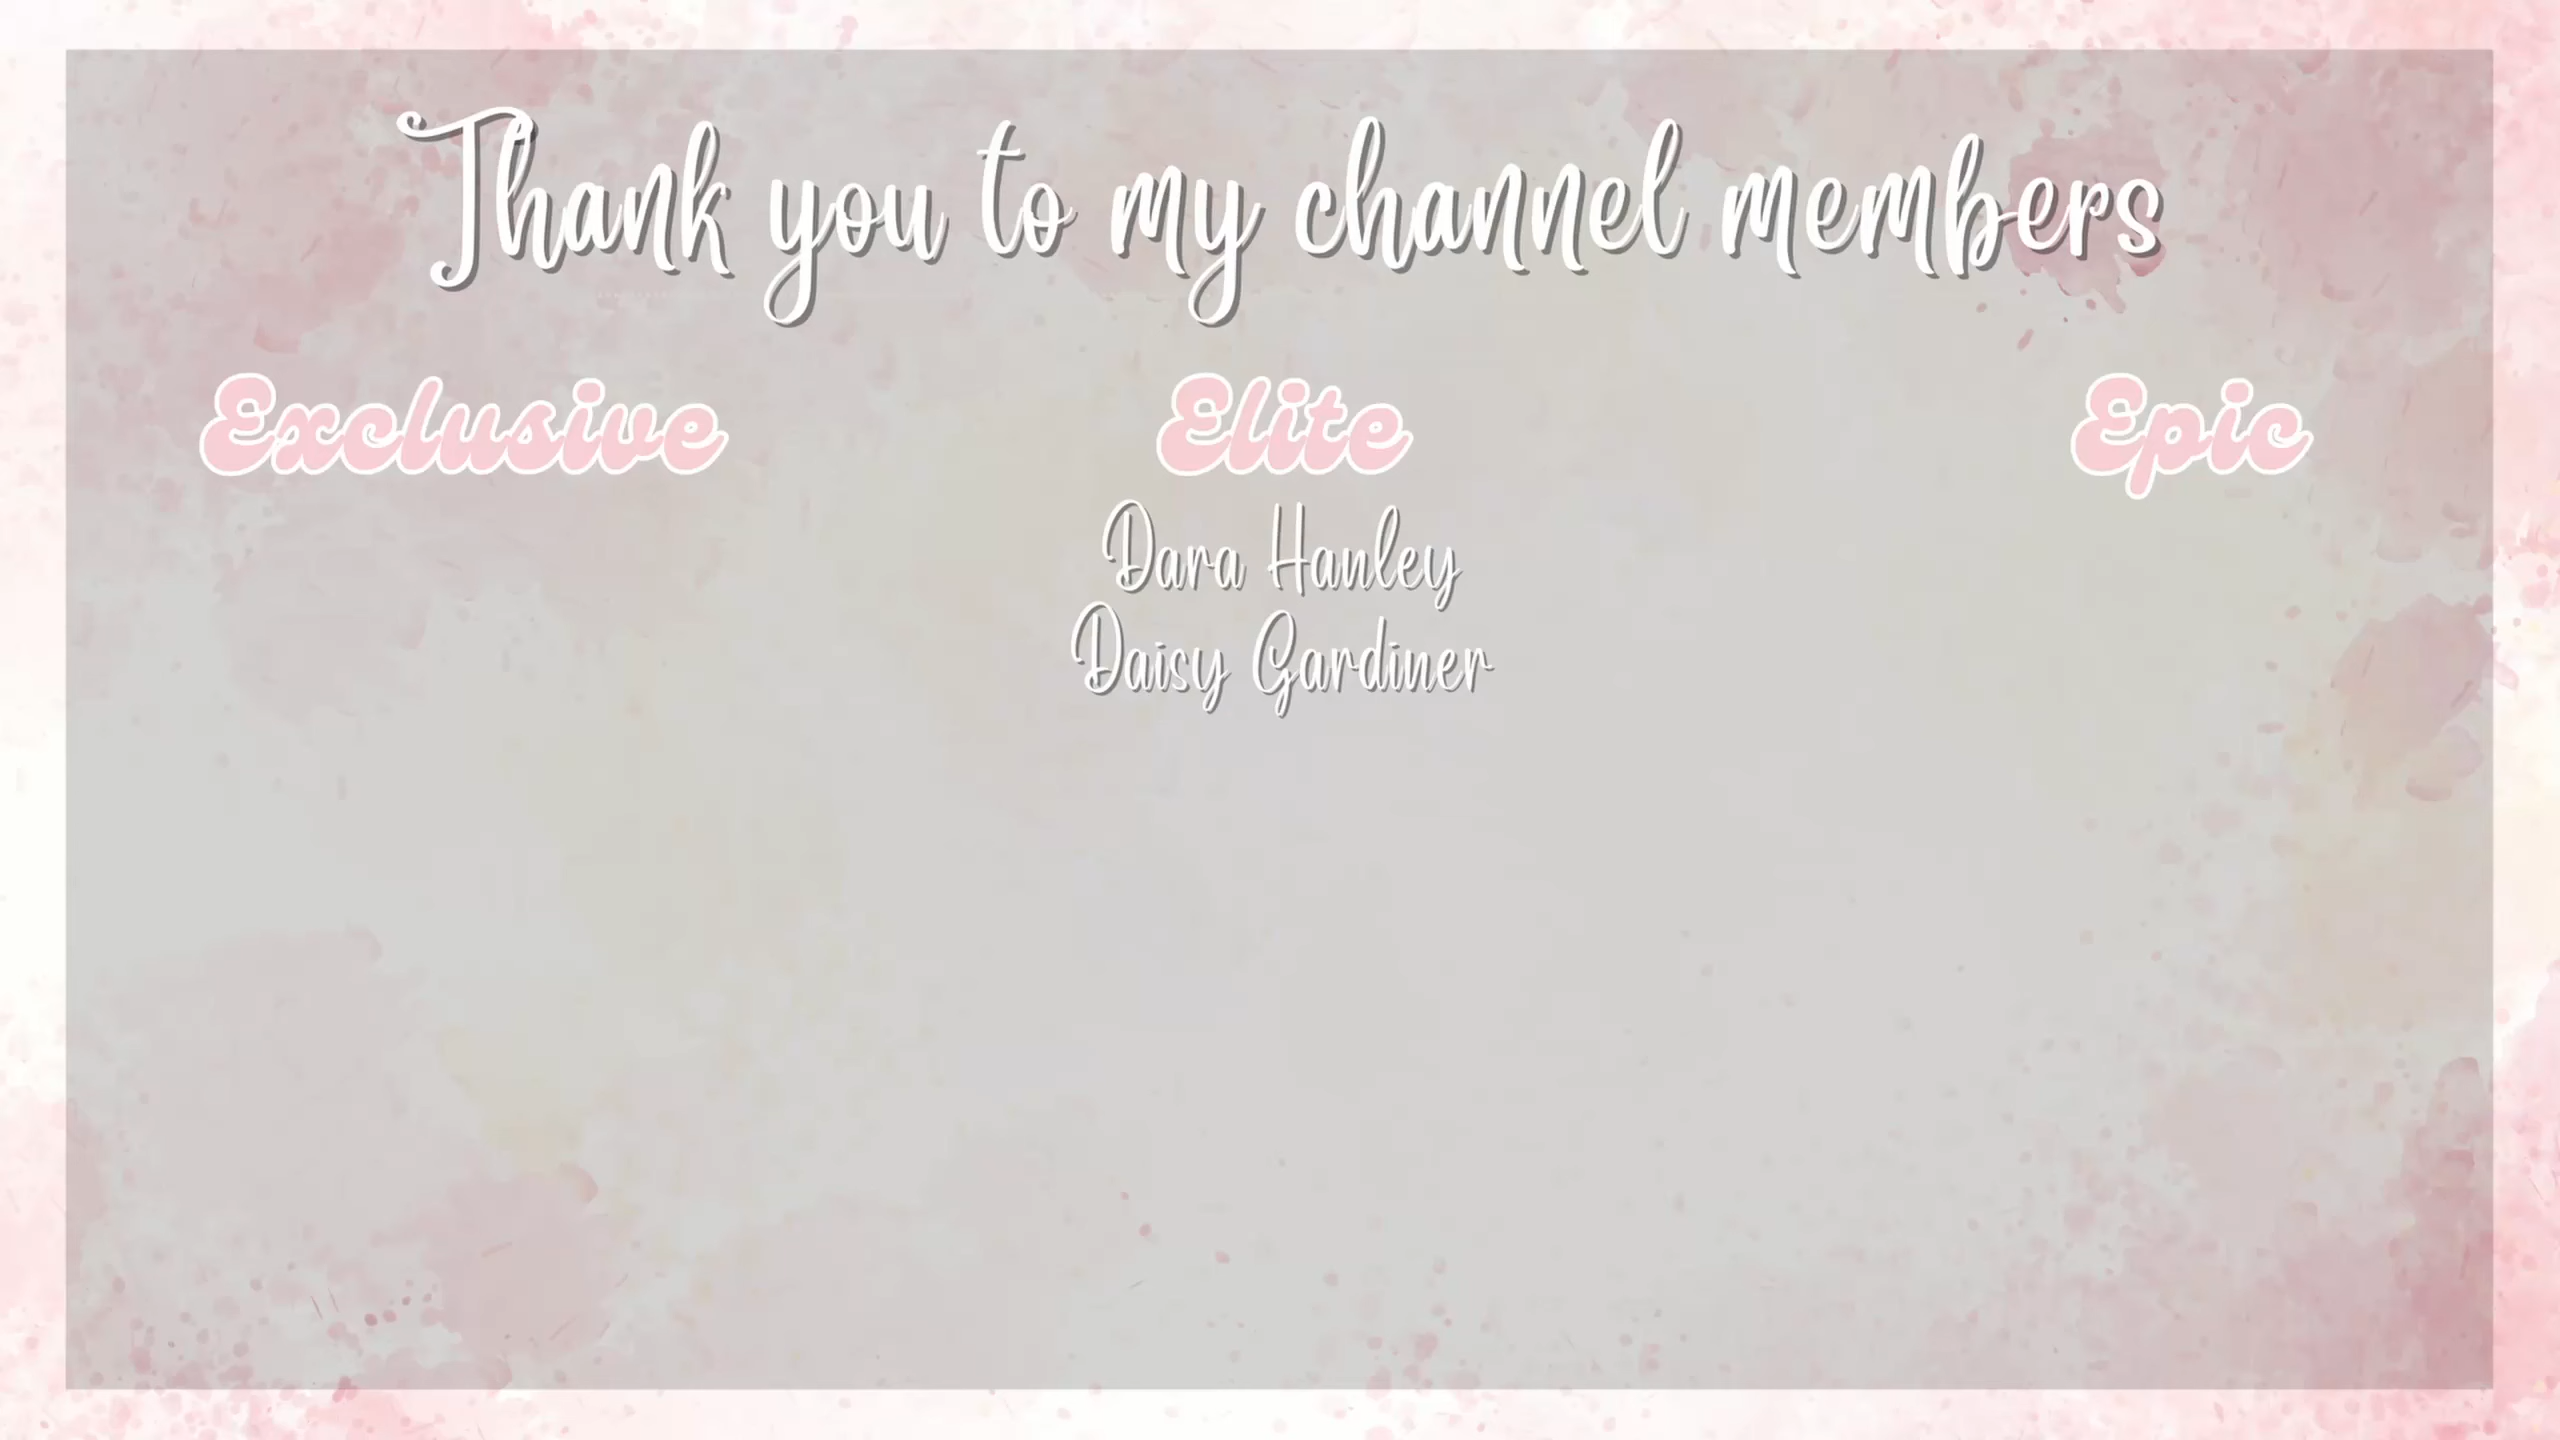 Thank you to my channel members
Exclusive
Elite
Epic
Dara Hanley
Daisy Gardiner